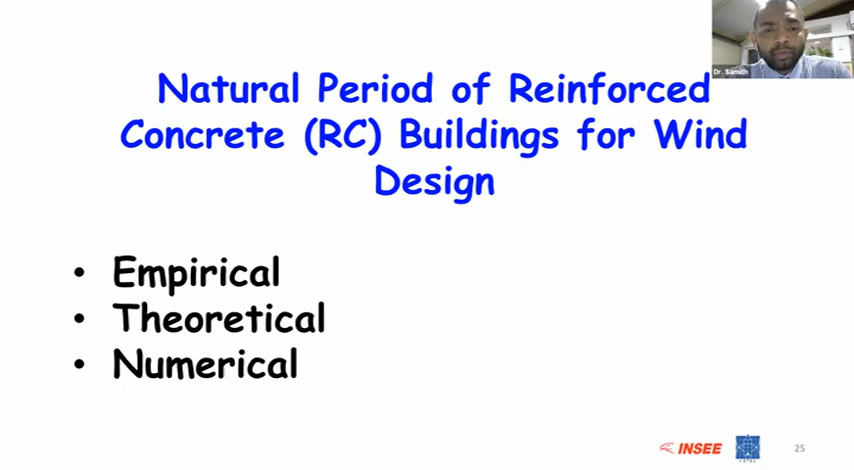 Dr. Samith
Natural Period of Reinforced
Concrete (RC) Buildings for Wind
Design
• Empirical
• Theoretical
• Numerical
INSEE
25